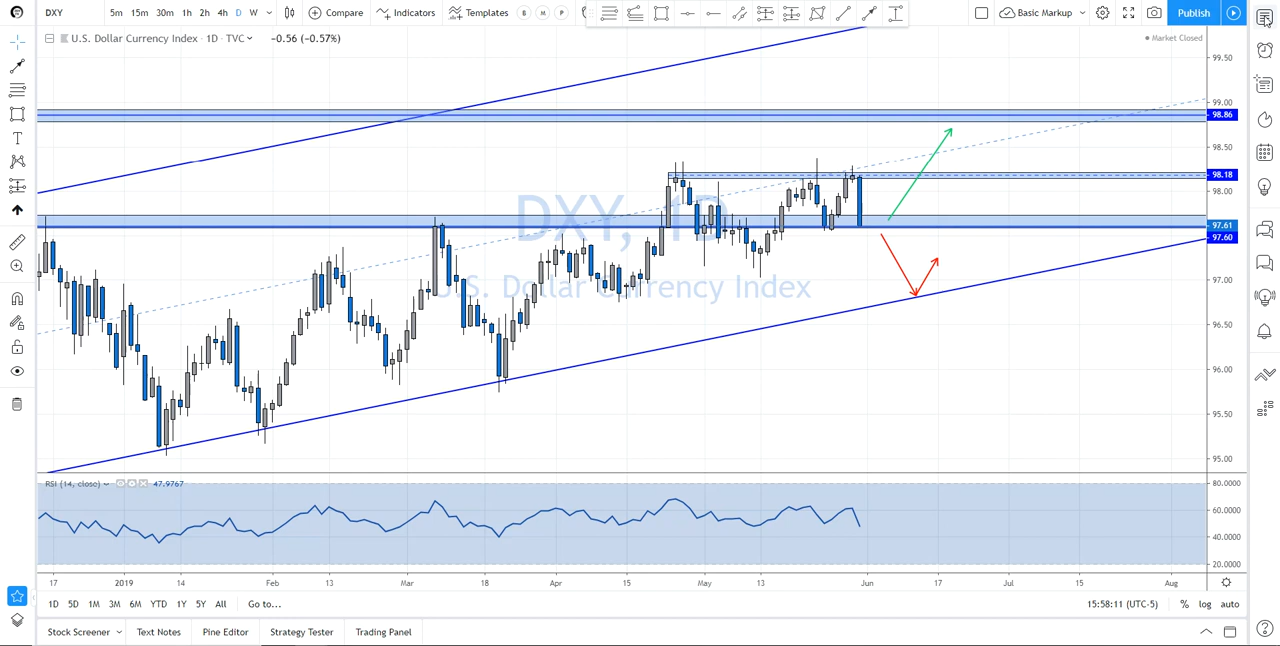 DXY 5m 15m 30m 1h 2h 4h D W Compare Indicators Templates B M P Basic Markup Publish
U.S. Dollar Currency Index · 1D · TVC −0.56 (−0.57%) Market Closed
99.50
99.00
98.86
98.50
98.18
98.00
DXY, 1D
97.61
97.60
97.00
U.S. Dollar Currency Index
96.50
96.00
95.50
95.00
RSI (14, close) 47.9767
80.0000
60.0000
40.0000
20.0000
17 2019 14 Feb 13 Mar 18 Apr 15 May 13 Jun 17 Jul 15 Aug
1D 5D 1M 3M 6M YTD 1Y 5Y All Go to... 15:58:11 (UTC-5) % log auto
Stock Screener Text Notes Pine Editor Strategy Tester Trading Panel